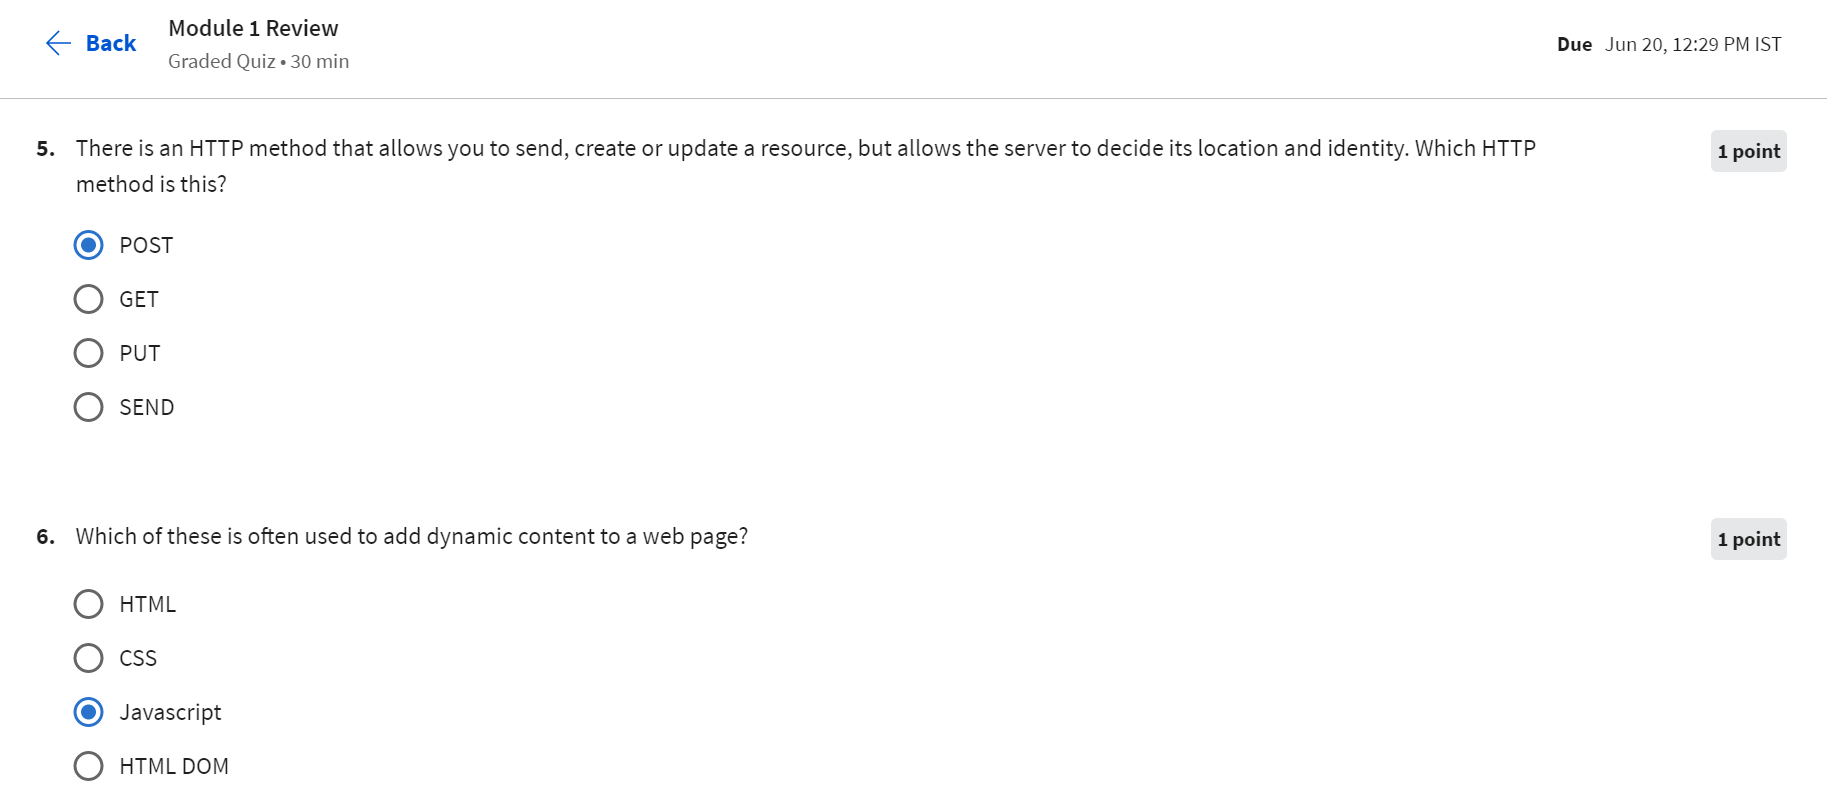 Back
Module 1 Review
Graded Quiz • 30 min
Due Jun 20, 12:29 PM IST
5. There is an HTTP method that allows you to send, create or update a resource, but allows the server to decide its location and identity. Which HTTP
method is this?
1 point
POST
GET
PUT
SEND
6. Which of these is often used to add dynamic content to a web page?
1 point
HTML
CSS
Javascript
HTML DOM